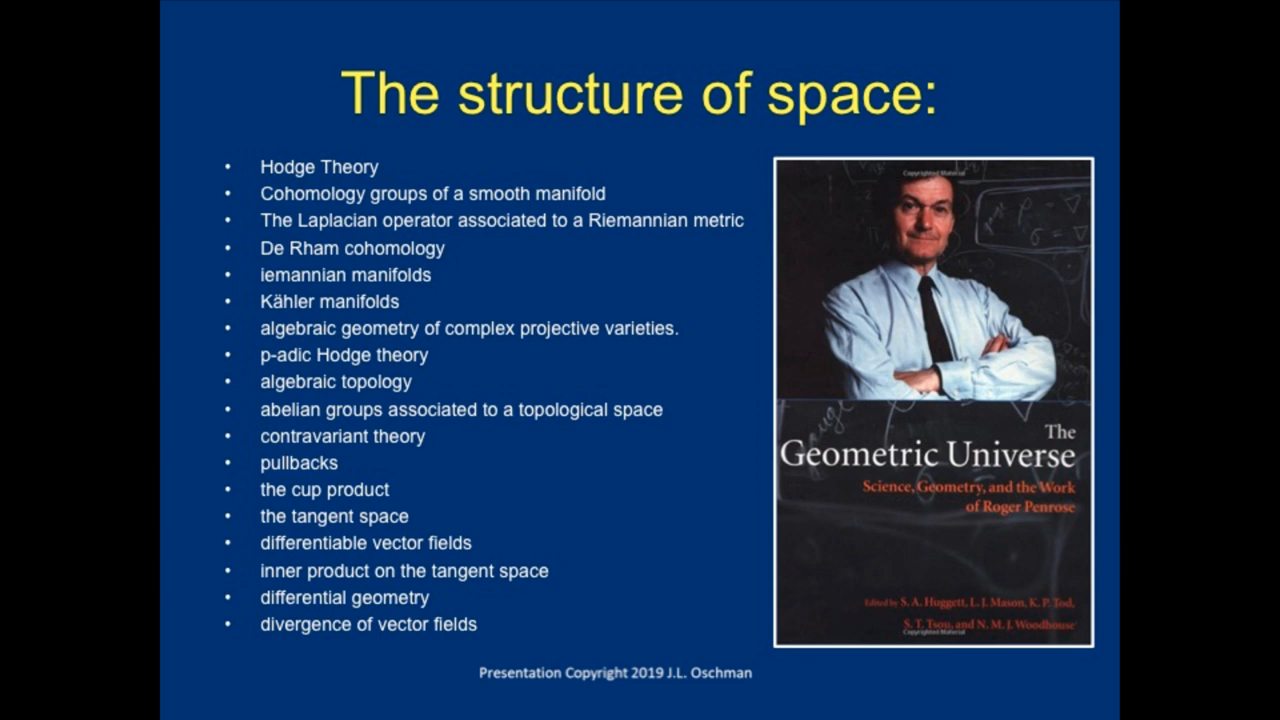 The structure of space:
• Hodge Theory
• Cohomology groups of a smooth manifold
• The Laplacian operator associated to a Riemannian metric
• De Rham cohomology
• iemannian manifolds
• Kähler manifolds
• algebraic geometry of complex projective varieties.
• p-adic Hodge theory
• algebraic topology
• abelian groups associated to a topological space
• contravariant theory
• pullbacks
• the cup product
• the tangent space
• differentiable vector fields
• inner product on the tangent space
• differential geometry
• divergence of vector fields
Copyrighted Material
The
Geometric Universe
Science, Geometry, and the Work
of Roger Penrose
Edited by S. A. Huggett, L. J. Mason, K. P. Tod,
S. T. Tsou, and N. M. J. Woodhouse
Copyrighted Material
Presentation Copyright 2019 J.L. Oschman